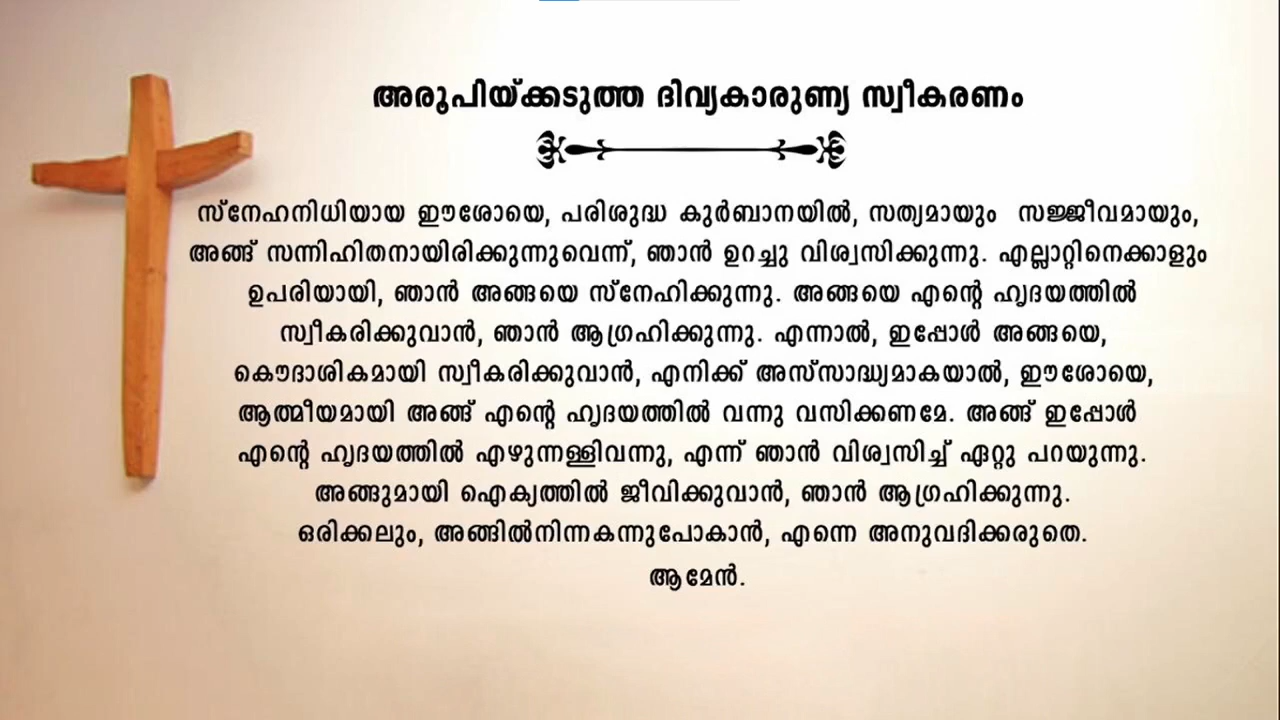 അരൂപിയ്ക്കടുത്ത ദിവ്യകാരുണ്യ സ്വീകരണം
സ്നേഹനിധിയായ ഈശോയെ, പരിശുദ്ധ കുർബാനയിൽ, സത്യമായും സജ്ജീവമായും,
അങ്ങ് സന്നിഹിതനായിരിക്കുന്നുവെന്ന്, ഞാൻ ഉറച്ചു വിശ്വസിക്കുന്നു. എല്ലാറ്റിനെക്കാളും
ഉപരിയായി, ഞാൻ അങ്ങയെ സ്നേഹിക്കുന്നു. അങ്ങയെ എന്റെ ഹൃദയത്തിൽ
സ്വീകരിക്കുവാൻ, ഞാൻ ആഗ്രഹിക്കുന്നു. എന്നാൽ, ഇപ്പോൾ അങ്ങയെ,
കൌദാശികമായി സ്വീകരിക്കുവാൻ, എനിക്ക് അസ്സാദ്ധ്യമാകയാൽ, ഈശോയെ,
ആത്മീയമായി അങ്ങ് എന്റെ ഹൃദയത്തിൽ വന്നു വസിക്കണമേ. അങ്ങ് ഇപ്പോൾ
എന്റെ ഹൃദയത്തിൽ എഴുന്നള്ളിവന്നു, എന്ന് ഞാൻ വിശ്വസിച്ച് ഏറ്റു പറയുന്നു.
അങ്ങുമായി ഐക്യത്തിൽ ജീവിക്കുവാൻ, ഞാൻ ആഗ്രഹിക്കുന്നു.
ഒരിക്കലും, അങ്ങിൽനിന്നകന്നുപോകാൻ, എന്നെ അനുവദിക്കരുതെ.
ആമേൻ.